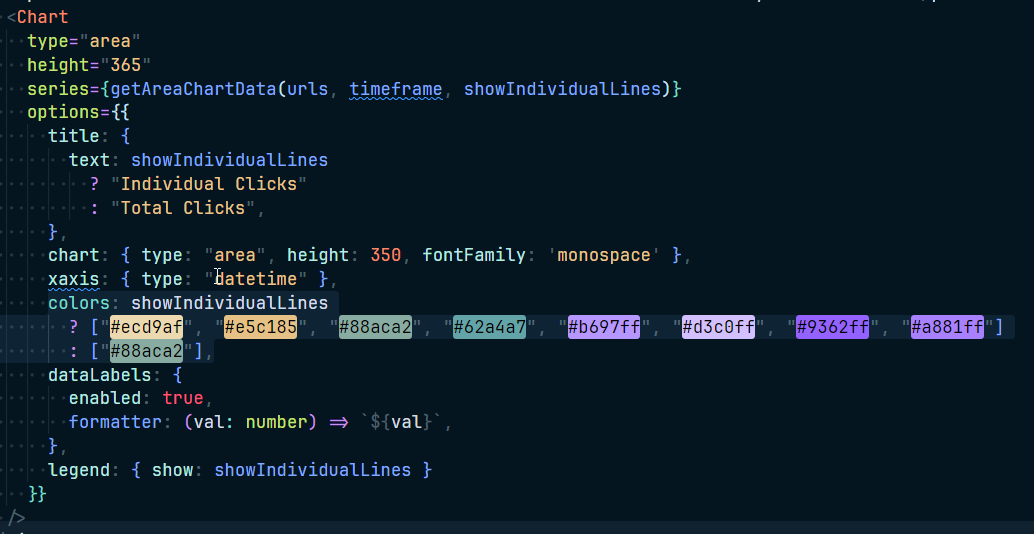 <Chart
type="area"
height="365"
series={getAreaChartData(urls, timeframe, showIndividualLines)}
options={{
title: {
text: showIndividualLines
? "Individual Clicks"
: "Total Clicks",
},
chart: { type: "area", height: 350, fontFamily: 'monospace' },
xaxis: { type: "datetime" },
colors: showIndividualLines
? ["#ecd9af", "#e5c185", "#88aca2", "#62a4a7", "#b697ff", "#d3c0ff", "#9362ff", "#a881ff"]
: ["#88aca2"],
dataLabels: {
enabled: true,
formatter: (val: number) => `${val}`,
},
legend: { show: showIndividualLines }
}}
/>